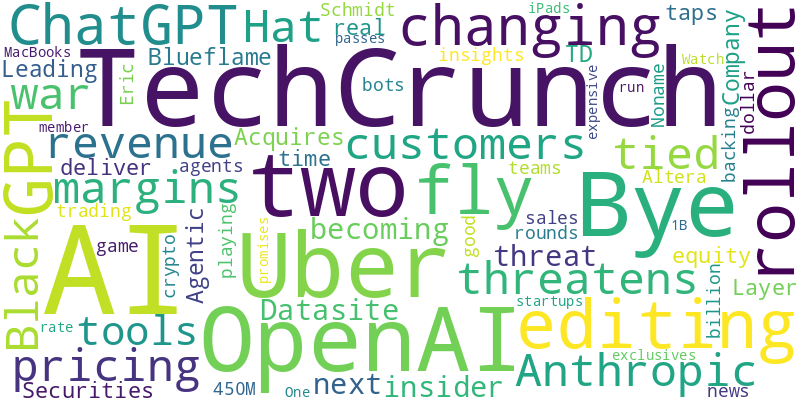 ChatGPT
Hat
changing
Schmidt
iPads
taps
real
passes
MacBooks
Leading
Blueflame
insights
TD
Watch
Company
rollout
TechCrunch
Eric
bots
expensive
run
Noname
dollar
war
member
revenue
Acquires
customers
tied
backing
BlackGPT
deliver
agents
time
teams
Altera
margins
two
fly
Bye
trading
sales
1B
game
AI
crypto
Agentic
playing
promises
Uber
becoming
good
rounds
threat
equity
threatens
billion
Layer
rate
tools
Datasite
OpenAI
startups
editing
pricing
exclusives
Anthropic
Securities
450M
One
next
insider
news